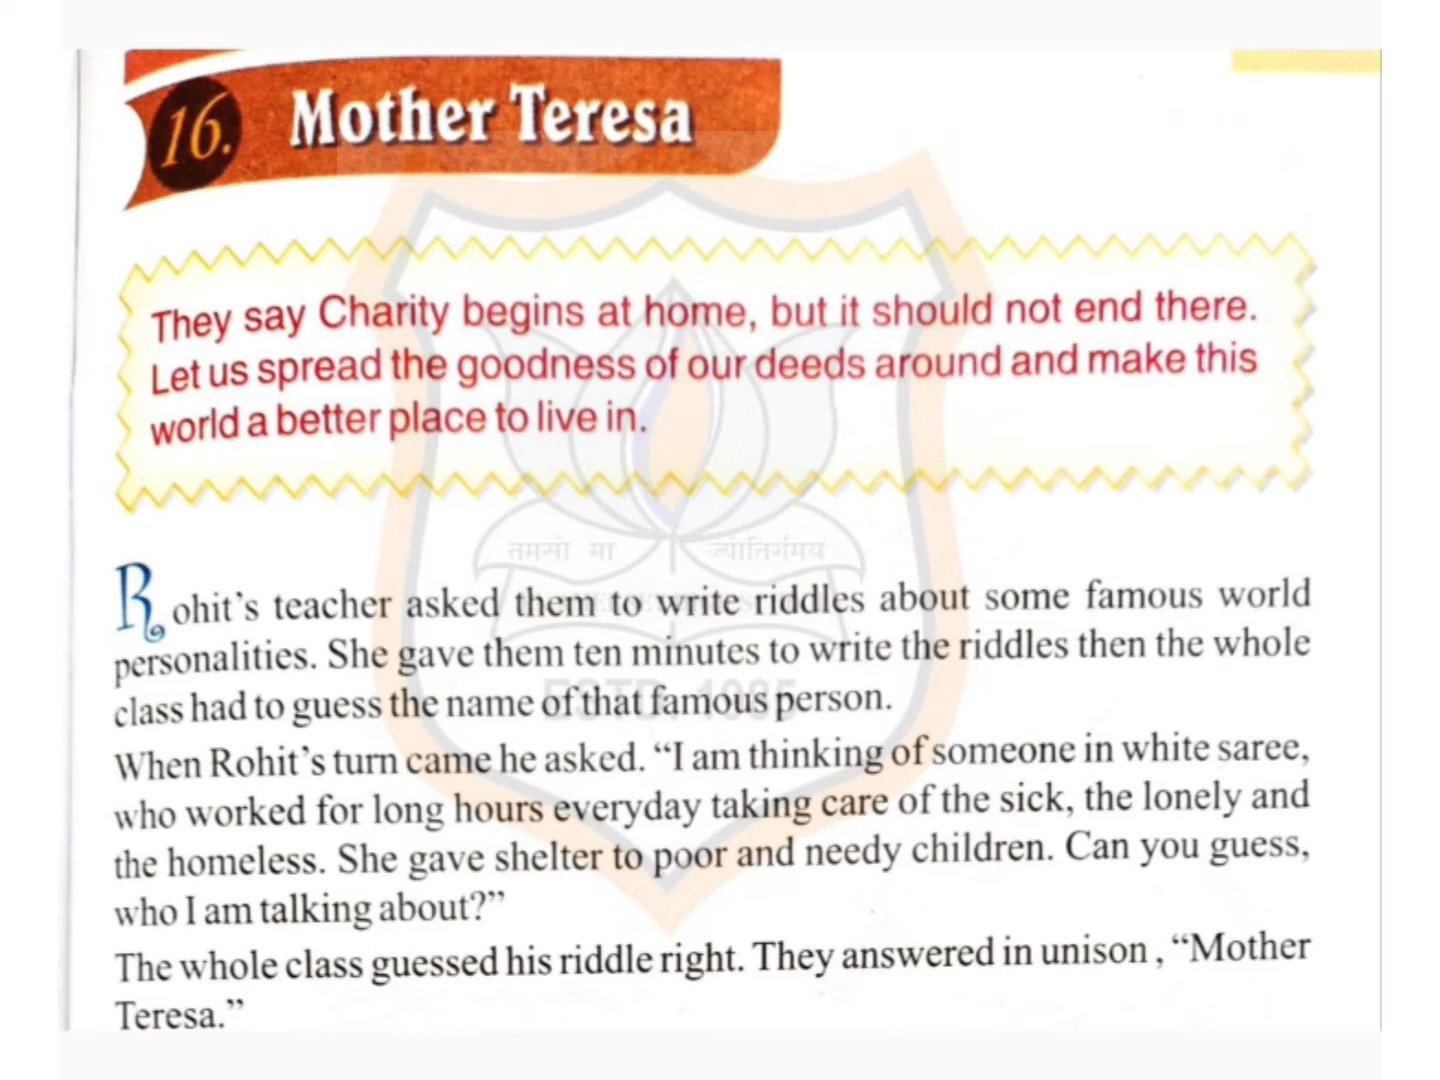 16. Mother Teresa
They say Charity begins at home, but it should not end there.
Let us spread the goodness of our deeds around and make this
world a better place to live in.
तमसो मा ज्योतिर्गमय
Rohit's teacher asked them to write riddles about some famous world
personalities. She gave them ten minutes to write the riddles then the whole
class had to guess the name of that famous person.
ESTD. 1985
When Rohit's turn came he asked. “I am thinking of someone in white saree,
who worked for long hours everyday taking care of the sick, the lonely and
the homeless. She gave shelter to poor and needy children. Can you guess,
who I am talking about?”
The whole class guessed his riddle right. They answered in unison , “Mother
Teresa.”